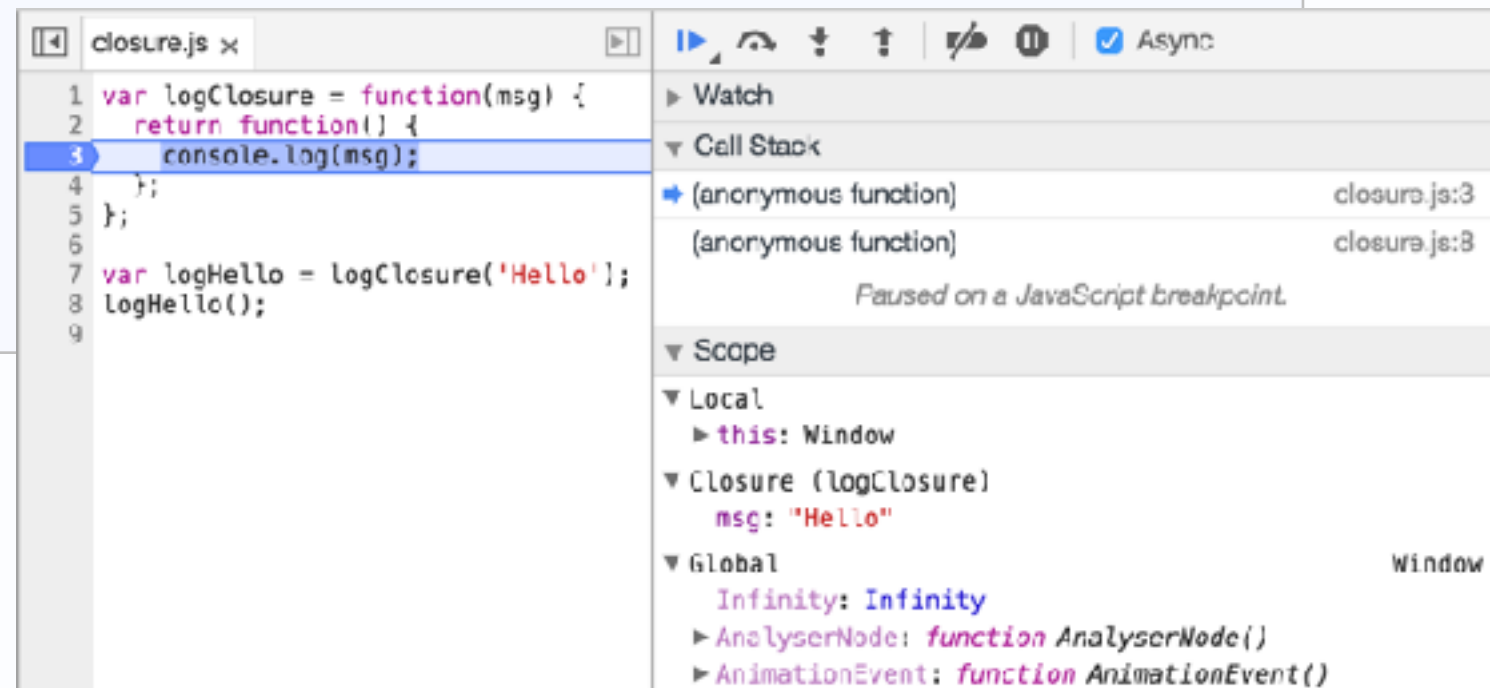 closure.js ×
1 var logClosure = function(msg) {
2 return function() {
3 console.log(msg);
4 };
5 };
6
7 var logHello = logClosure('Hello');
8 logHello();
9
Async
Watch
Call Stack
(anonymous function) closure.js:3
(anonymous function) closure.js:8
Paused on a JavaScript breakpoint.
Scope
Local
this: Window
Closure (logClosure)
msg: "Hello"
Global Window
Infinity: Infinity
AnalyserNode: function AnalyserNode()
AnimationEvent: function AnimationEvent()